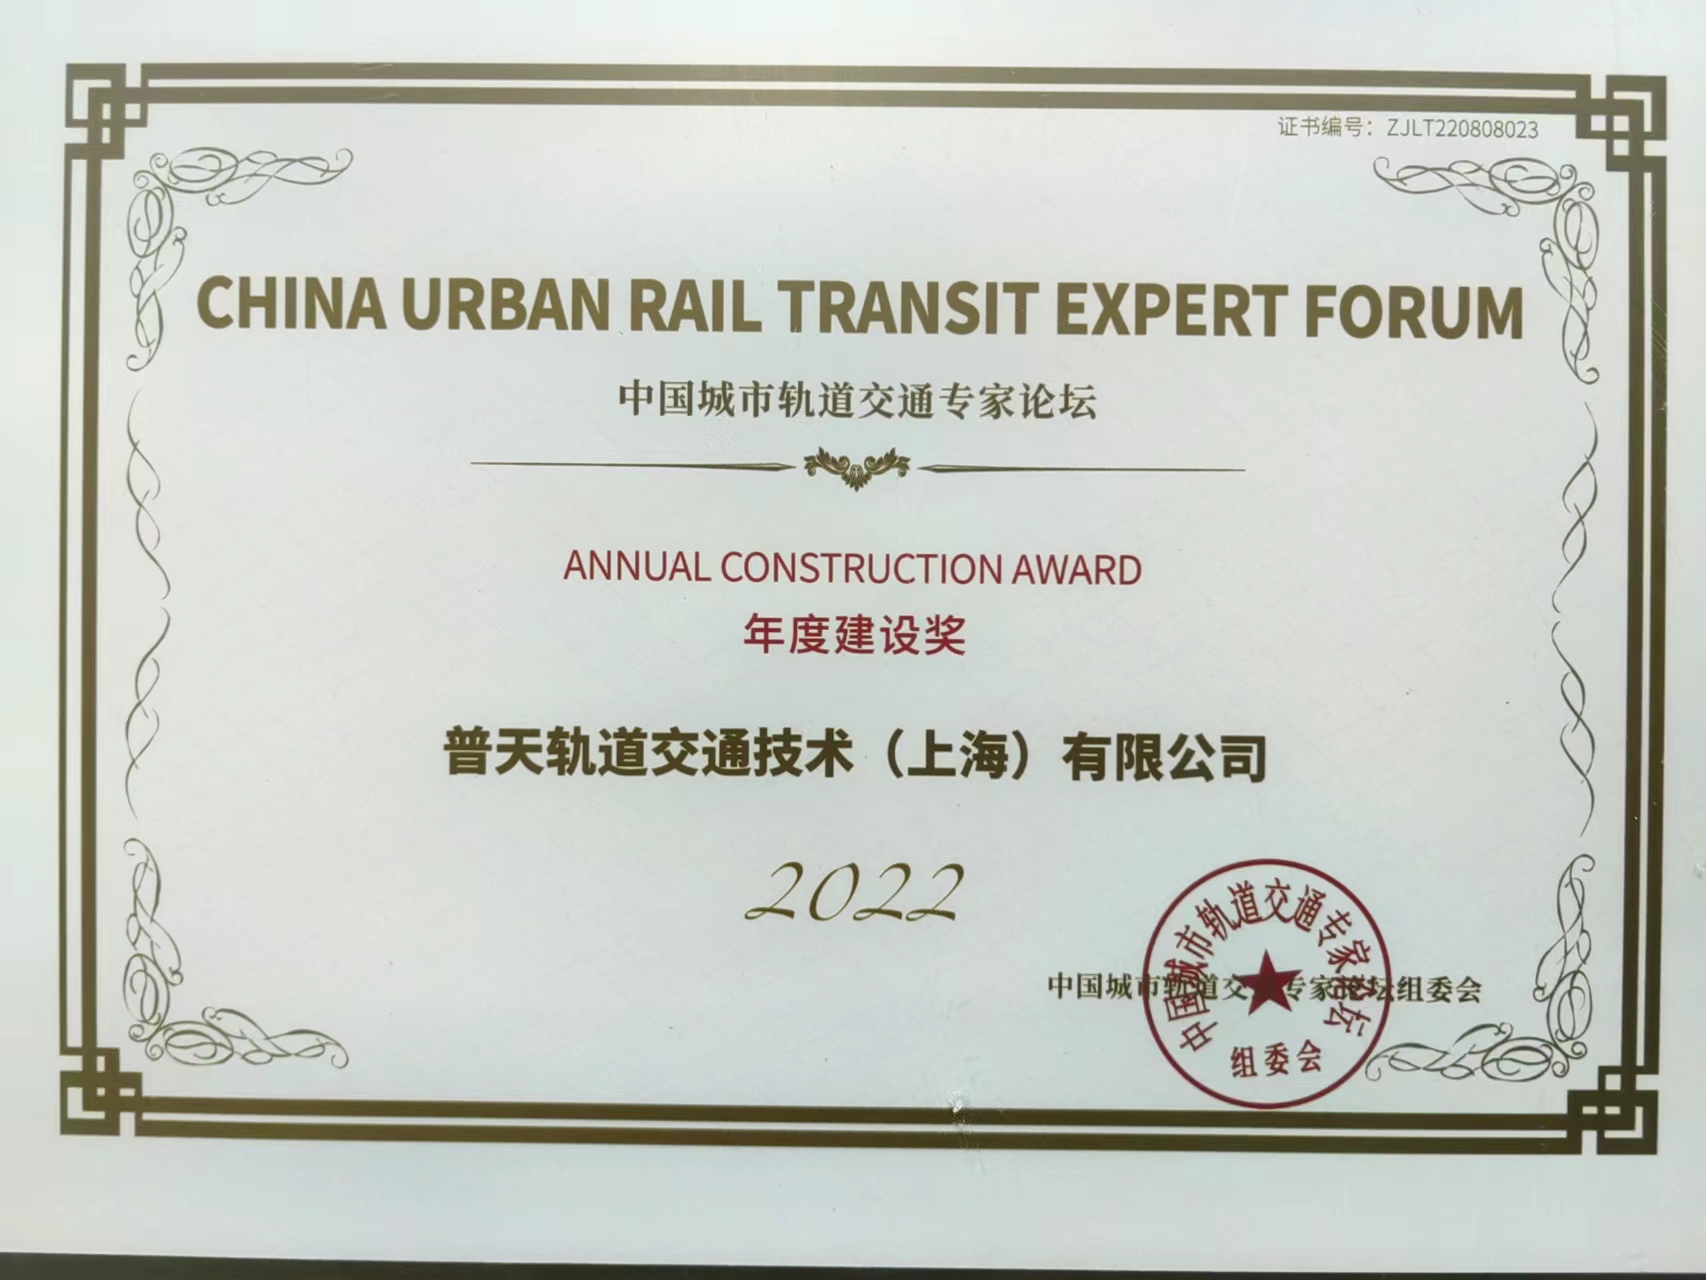 证书编号：ZJLT220808023
CHINA URBAN RAIL TRANSIT EXPERT FORUM
中国城市轨道交通专家论坛
ANNUAL CONSTRUCTION AWARD
年度建设奖
普天轨道交通技术（上海）有限公司
2022
中国城市轨道交通专家论坛组委会
中国城市轨道交通专家论坛
组委会